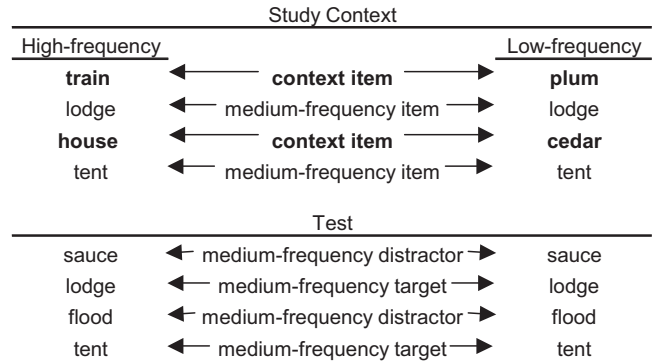 Study Context
High-frequency Low-frequency
train context item plum
lodge medium-frequency item lodge
house context item cedar
tent medium-frequency item tent
Test
sauce medium-frequency distractor sauce
lodge medium-frequency target lodge
flood medium-frequency distractor flood
tent medium-frequency target tent